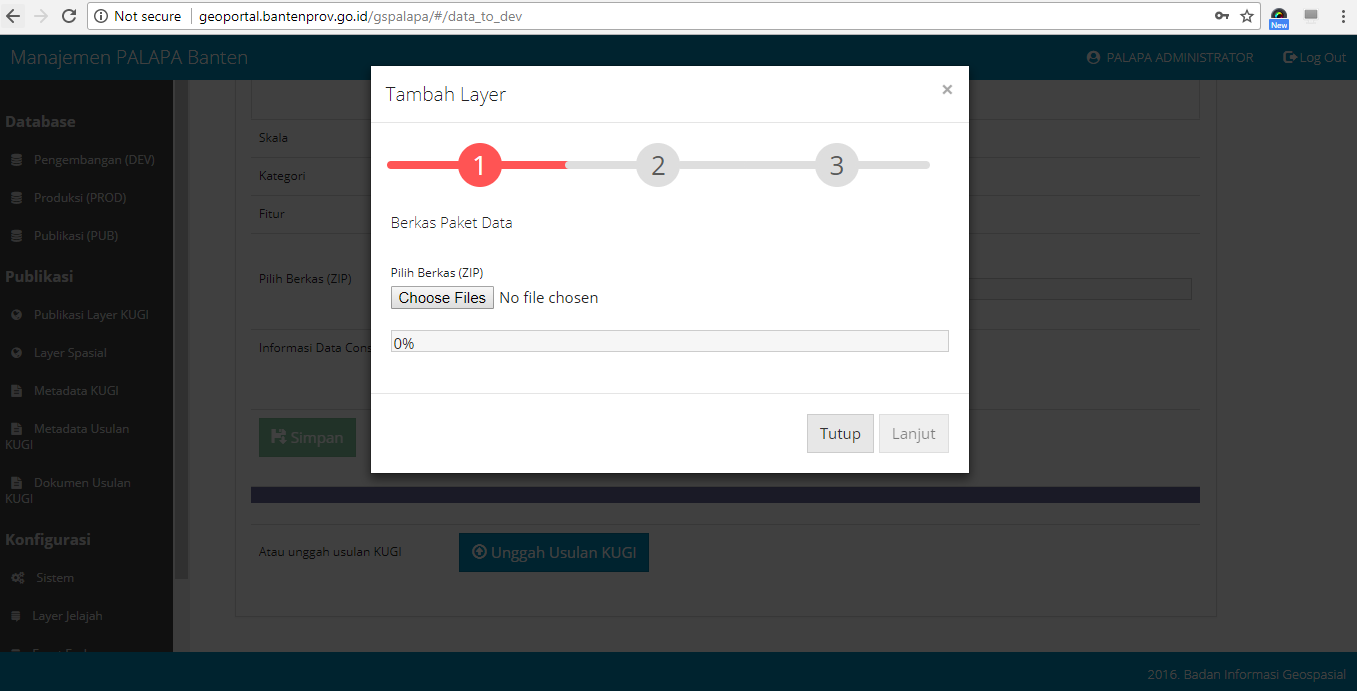 Not secure | geoportal.bantenprov.go.id/gspalapa/#/data_to_dev
New
Manajemen PALAPA Banten
PALAPA ADMINISTRATOR
Log Out
Database
Pengembangan (DEV)
Produksi (PROD)
Publikasi (PUB)
Publikasi
Publikasi Layer KUGI
Layer Spasial
Metadata KUGI
Metadata Usulan
KUGI
Dokumen Usulan
KUGI
Konfigurasi
Sistem
Layer Jelajah
Skala
Kategori
Fitur
Pilih Berkas (ZIP)
Informasi Data
Simpan
Atau unggah usulan KUGI
Unggah Usulan KUGI
Tambah Layer
×
1
2
3
Berkas Paket Data
Pilih Berkas (ZIP)
Choose Files No file chosen
0%
Tutup
Lanjut
2016. Badan Informasi Geospasial